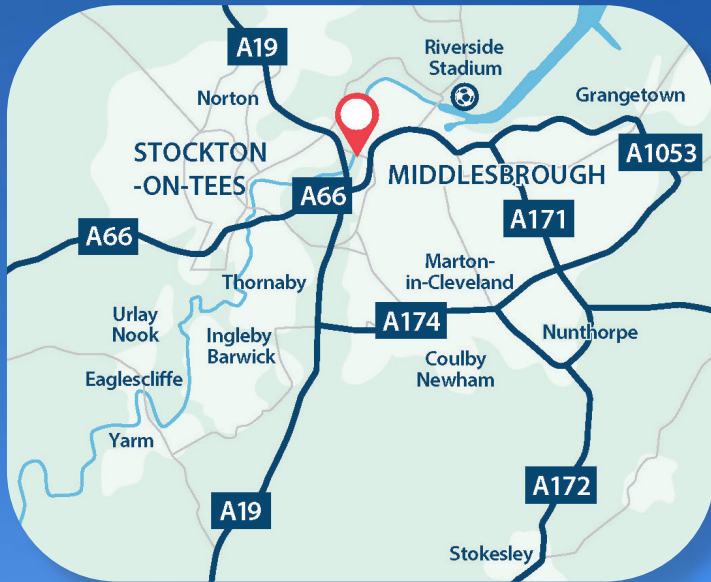 A19
Riverside
Stadium
Norton
Grangetown
STOCKTON
-ON-TEES
A1053
MIDDLESBROUGH
A66
A171
A66
Thornaby
Marton-
in-Cleveland
Urlay
Nook
Ingleby
Barwick
A174
Nunthorpe
Coulby
Newham
Eaglescliffe
Yarm
A172
A19
Stokesley